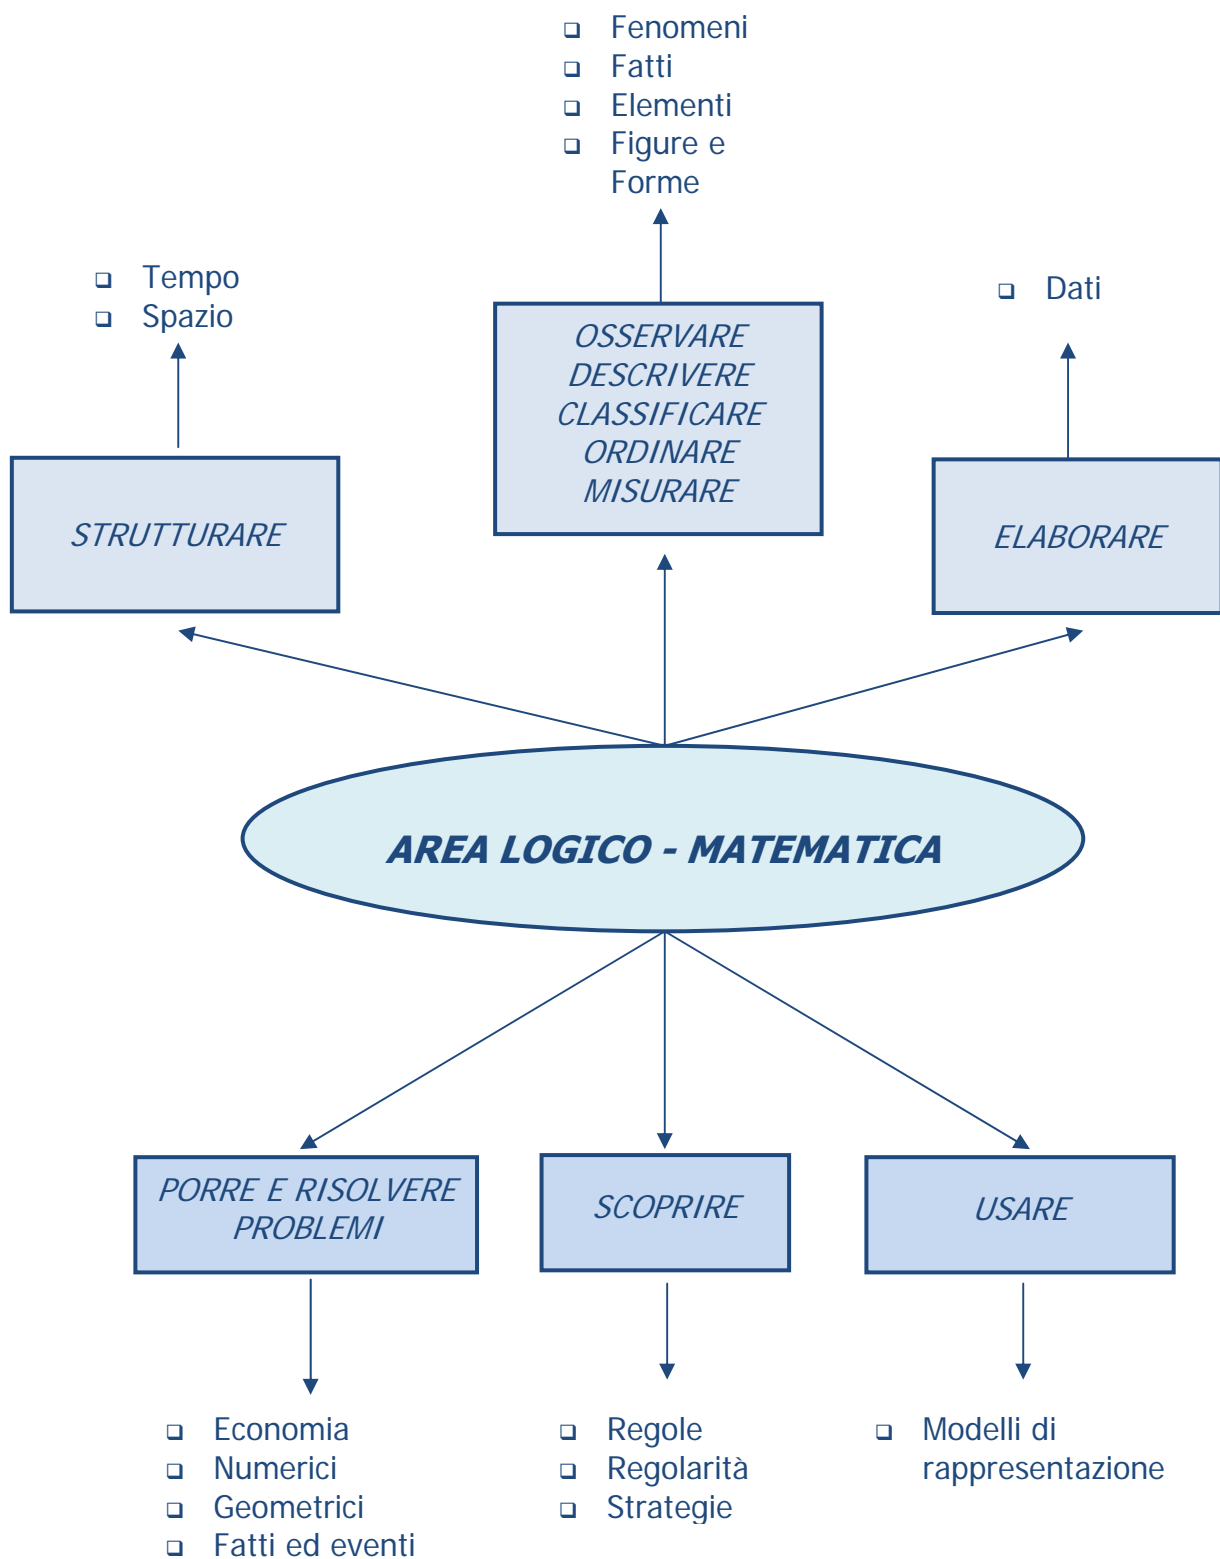 Fenomeni
Fatti
Elementi
Figure e
Forme
Tempo
Spazio
Dati
OSSERVARE
DESCRIVERE
CLASSIFICARE
ORDINARE
MISURARE
STRUTTURARE
ELABORARE
AREA LOGICO - MATEMATICA
PORRE E RISOLVERE
PROBLEMI
SCOPRIRE
USARE
Economia
Numerici
Geometrici
Fatti ed eventi
Regole
Regolarità
Strategie
Modelli di
rappresentazione